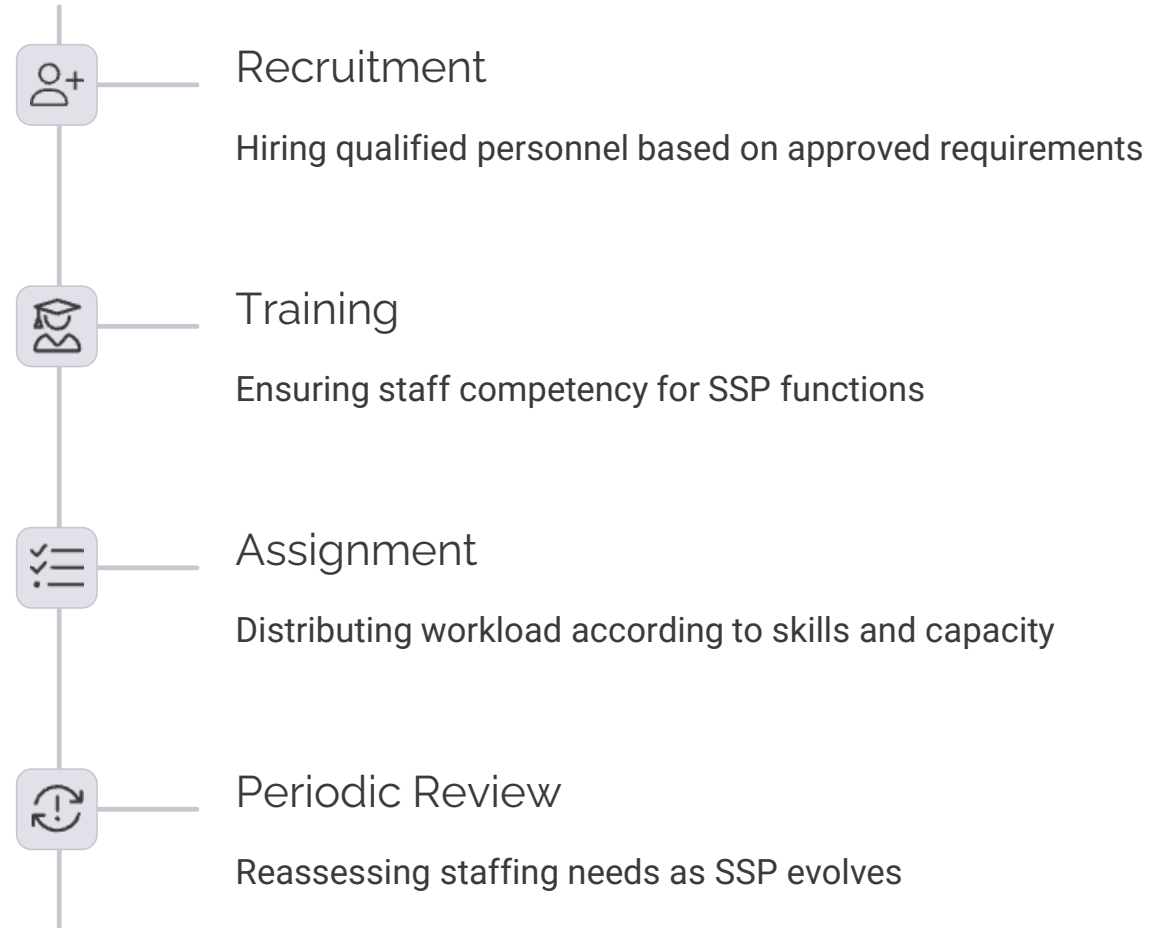 Recruitment
Hiring qualified personnel based on approved requirements
Training
Ensuring staff competency for SSP functions
Assignment
Distributing workload according to skills and capacity
Periodic Review
Reassessing staffing needs as SSP evolves